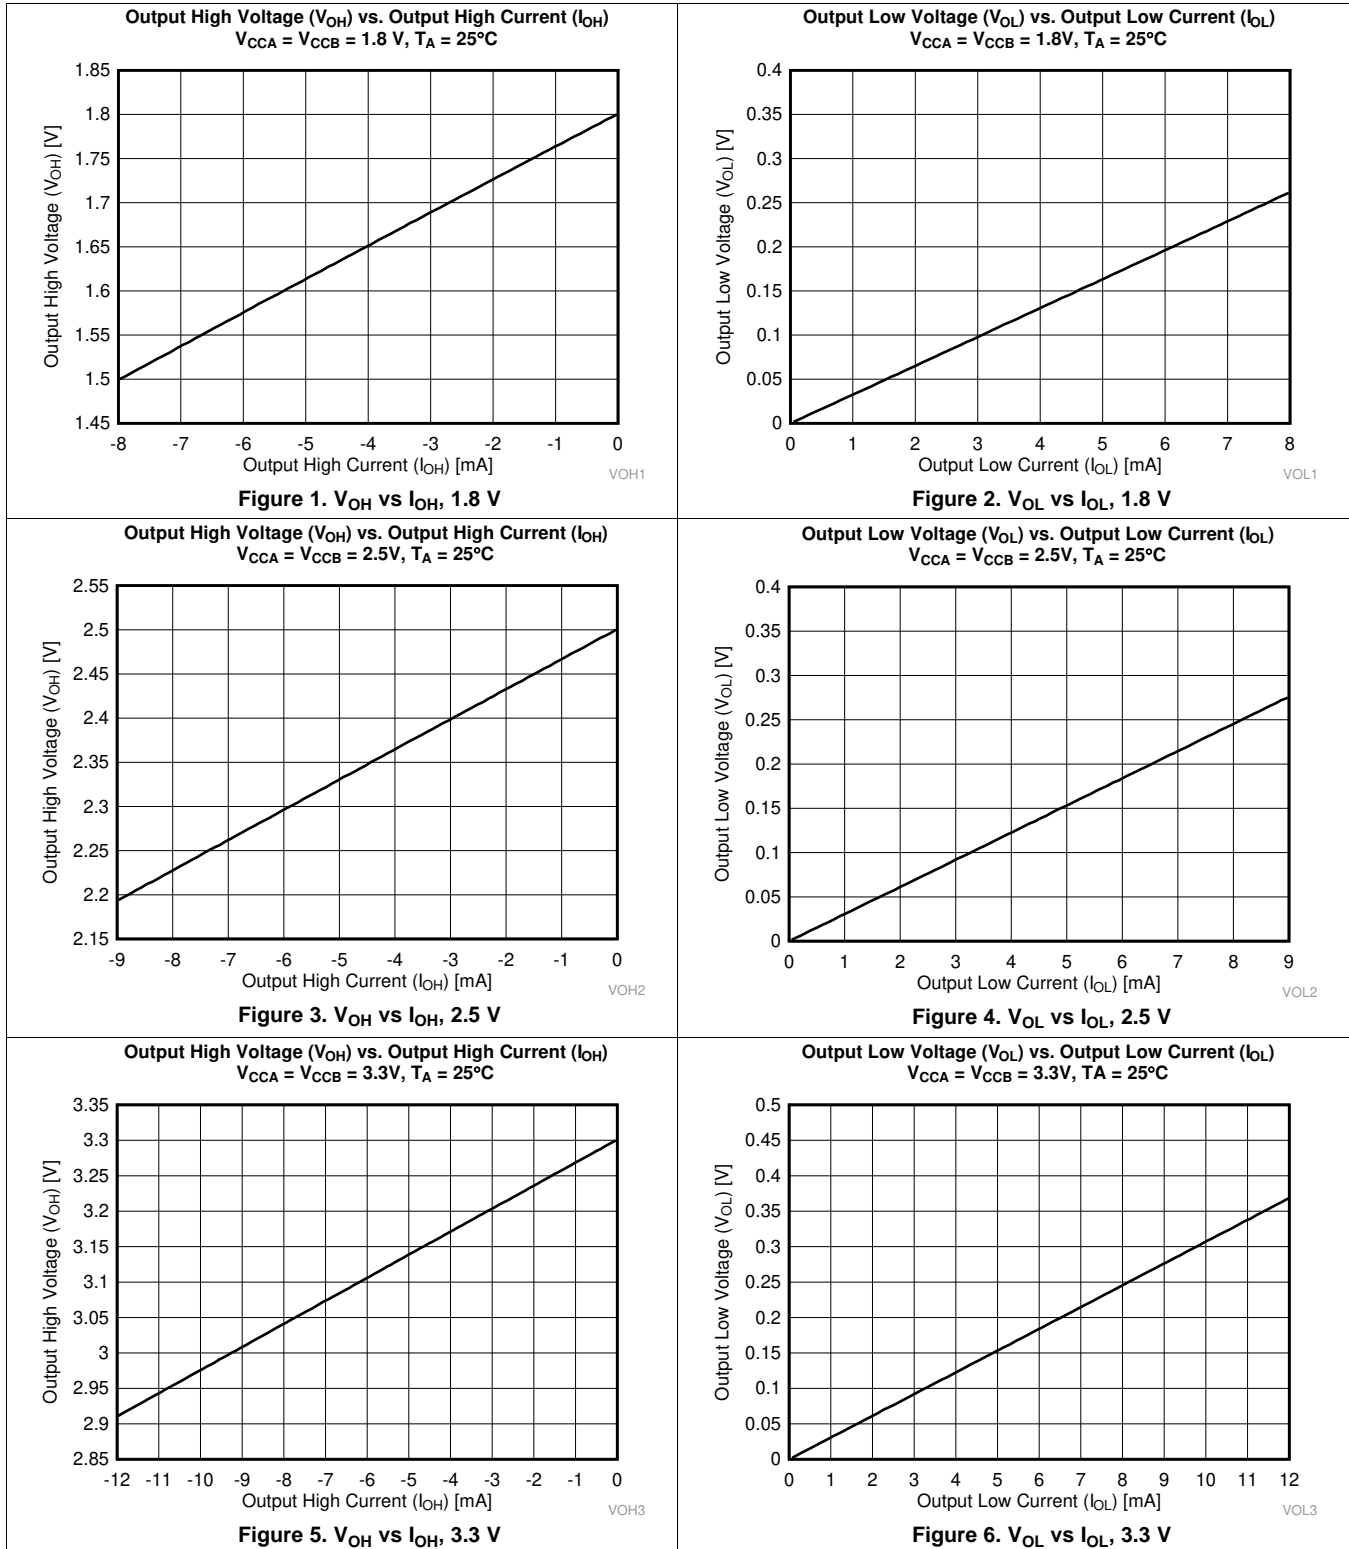 Output High Voltage (VOH) vs. Output High Current (IOH)
VCCA = VCCB = 1.8 V, TA = 25°C
1.85
1.8
1.75
1.7
1.65
1.6
1.55
1.5
1.45
Output High Voltage (VOH) [V]
-8 -7 -6 -5 -4 -3 -2 -1 0
Output High Current (IOH) [mA]
VOH1
Figure 1. VOH vs IOH, 1.8 V
Output Low Voltage (VOL) vs. Output Low Current (IOL)
VCCA = VCCB = 1.8V, TA = 25°C
0.4
0.35
0.3
0.25
0.2
0.15
0.1
0.05
0
Output Low Voltage (VOL) [V]
0 1 2 3 4 5 6 7 8
Output Low Current (IOL) [mA]
VOL1
Figure 2. VOL vs IOL, 1.8 V
Output High Voltage (VOH) vs. Output High Current (IOH)
VCCA = VCCB = 2.5V, TA = 25°C
2.55
2.5
2.45
2.4
2.35
2.3
2.25
2.2
2.15
Output High Voltage (VOH) [V]
-9 -8 -7 -6 -5 -4 -3 -2 -1 0
Output High Current (IOH) [mA]
VOH2
Figure 3. VOH vs IOH, 2.5 V
Output Low Voltage (VOL) vs. Output Low Current (IOL)
VCCA = VCCB = 2.5V, TA = 25°C
0.4
0.35
0.3
0.25
0.2
0.15
0.1
0.05
0
Output Low Voltage (VOL) [V]
0 1 2 3 4 5 6 7 8 9
Output Low Current (IOL) [mA]
VOL2
Figure 4. VOL vs IOL, 2.5 V
Output High Voltage (VOH) vs. Output High Current (IOH)
VCCA = VCCB = 3.3V, TA = 25°C
3.35
3.3
3.25
3.2
3.15
3.1
3.05
3
2.95
2.9
2.85
Output High Voltage (VOH) [V]
-12 -11 -10 -9 -8 -7 -6 -5 -4 -3 -2 -1 0
Output High Current (IOH) [mA]
VOH3
Figure 5. VOH vs IOH, 3.3 V
Output Low Voltage (VOL) vs. Output Low Current (IOL)
VCCA = VCCB = 3.3V, TA = 25°C
0.5
0.45
0.4
0.35
0.3
0.25
0.2
0.15
0.1
0.05
0
Output Low Voltage (VOL) [V]
0 1 2 3 4 5 6 7 8 9 10 11 12
Output Low Current (IOL) [mA]
VOL3
Figure 6. VOL vs IOL, 3.3 V